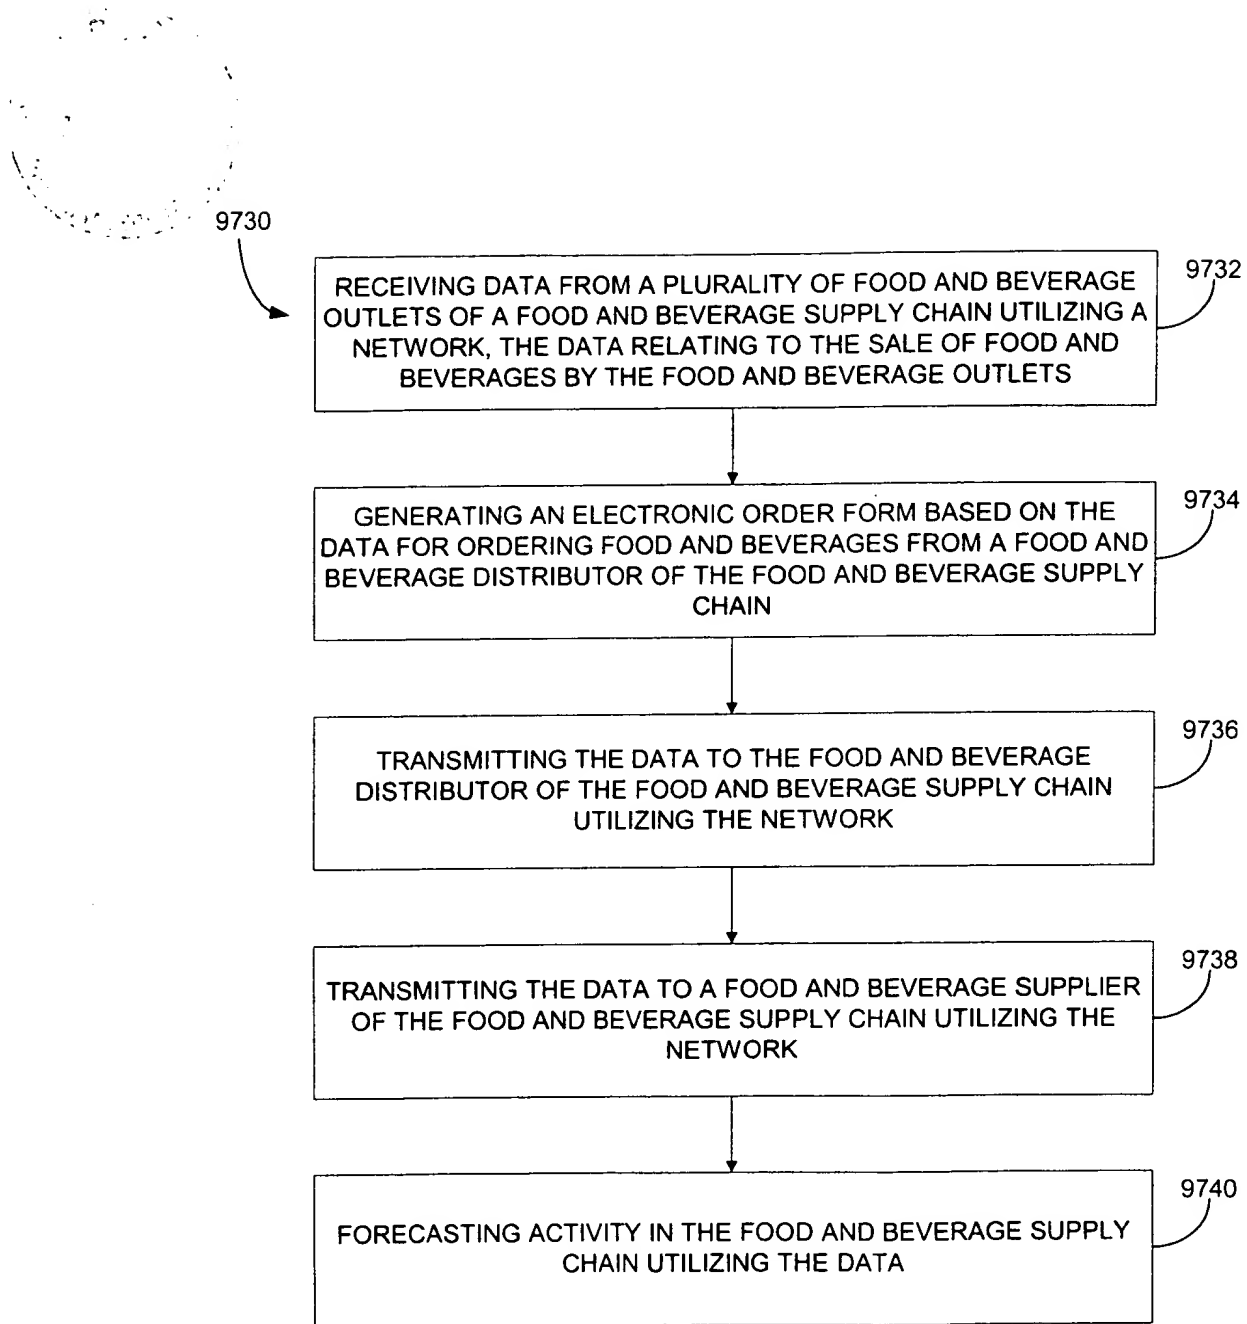 9730
9732
RECEIVING DATA FROM A PLURALITY OF FOOD AND BEVERAGE
OUTLETS OF A FOOD AND BEVERAGE SUPPLY CHAIN UTILIZING A
NETWORK, THE DATA RELATING TO THE SALE OF FOOD AND
BEVERAGES BY THE FOOD AND BEVERAGE OUTLETS
9734
GENERATING AN ELECTRONIC ORDER FORM BASED ON THE
DATA FOR ORDERING FOOD AND BEVERAGES FROM A FOOD AND
BEVERAGE DISTRIBUTOR OF THE FOOD AND BEVERAGE SUPPLY
CHAIN
9736
TRANSMITTING THE DATA TO THE FOOD AND BEVERAGE
DISTRIBUTOR OF THE FOOD AND BEVERAGE SUPPLY CHAIN
UTILIZING THE NETWORK
9738
TRANSMITTING THE DATA TO A FOOD AND BEVERAGE SUPPLIER
OF THE FOOD AND BEVERAGE SUPPLY CHAIN UTILIZING THE
NETWORK
9740
FORECASTING ACTIVITY IN THE FOOD AND BEVERAGE SUPPLY
CHAIN UTILIZING THE DATA